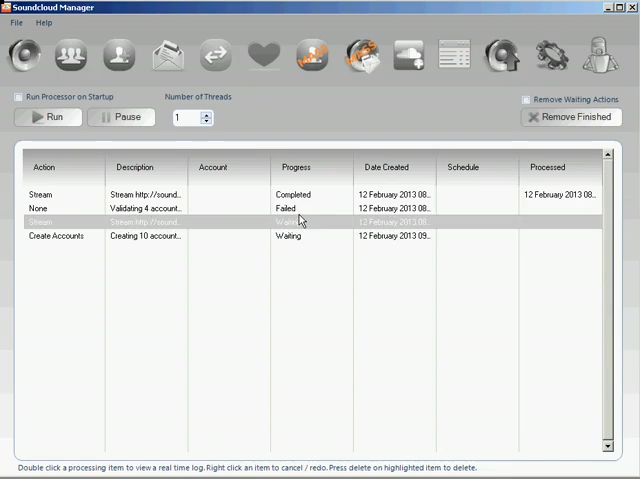 Soundcloud Manager
File Help
Run Processor on Startup
Number of Threads
Remove Waiting Actions
Run
Pause
1
Remove Finished
Action Description Account Progress Date Created Schedule Processed
Stream Stream http://sound... Completed 12 February 2013 08... 12 February 2013 08...
None Validating 4 account... Failed 12 February 2013 08...
Stream Stream http://sound... 12 February 2013 08...
Create Accounts Creating 10 account... Waiting 12 February 2013 09...
Double click a processing item to view a real time log. Right click an item to cancel / redo. Press delete on highlighted item to delete.